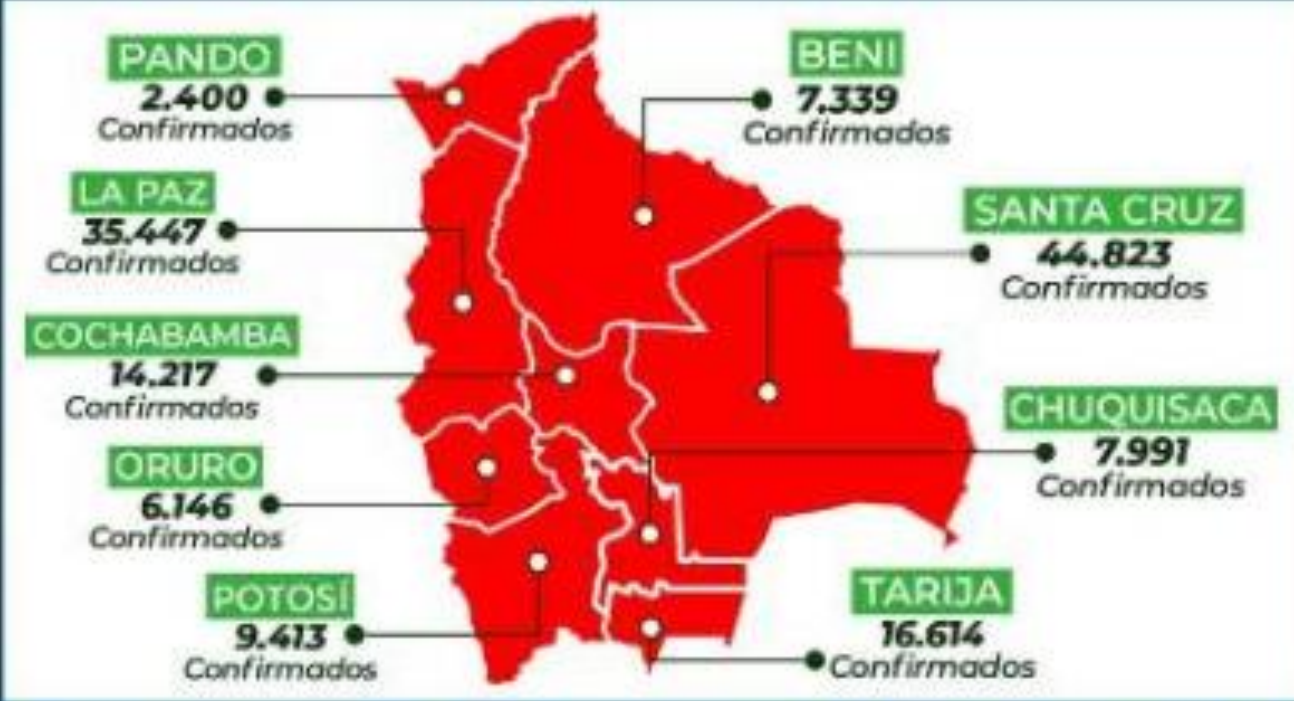 PANDO
2.400
Confirmados
BENI
7.339
Confirmados
LA PAZ
35.447
Confirmados
SANTA CRUZ
44.823
Confirmados
COCHABAMBA
14.217
Confirmados
CHUQUISACA
7.991
Confirmados
ORURO
6.146
Confirmados
POTOSÍ
9.413
Confirmados
TARIJA
16.614
Confirmados